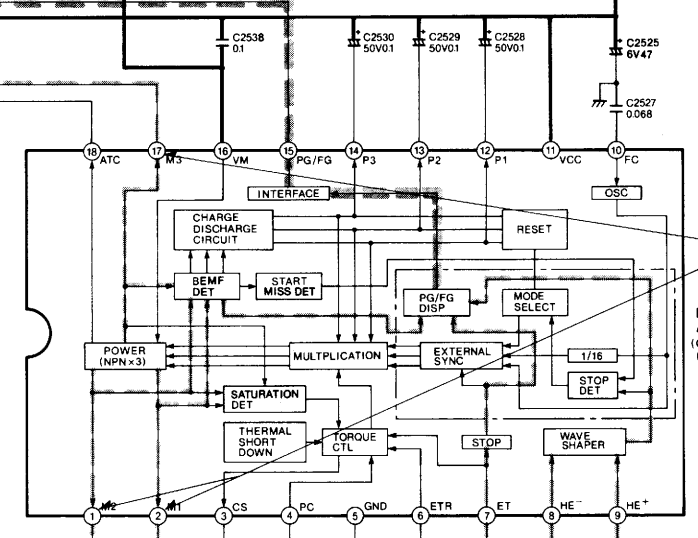 C2538
0.1
C2530
50V0.1
C2529
50V0.1
C2528
50V0.1
C2525
6V47
C2527
0.068
18
17
16
15
14
13
12
11
10
ATC
M3
VM
PG/FG
P3
P2
P1
VCC
FC
INTERFACE
OSC
CHARGE
DISCHARGE
CIRCUIT
RESET
BEMF
DET
START
MISS DET
PG/FG
DISP
MODE
SELECT
POWER
(NPN×3)
MULTPLICATION
EXTERNAL
SYNC
1/16
STOP
DET
SATURATION
DET
THERMAL
SHORT
DOWN
TORQUE
CTL
STOP
WAVE
SHAPER
M2
M1
CS
PC
GND
ETR
ET
HE−
HE+
1
2
3
4
5
6
7
8
9